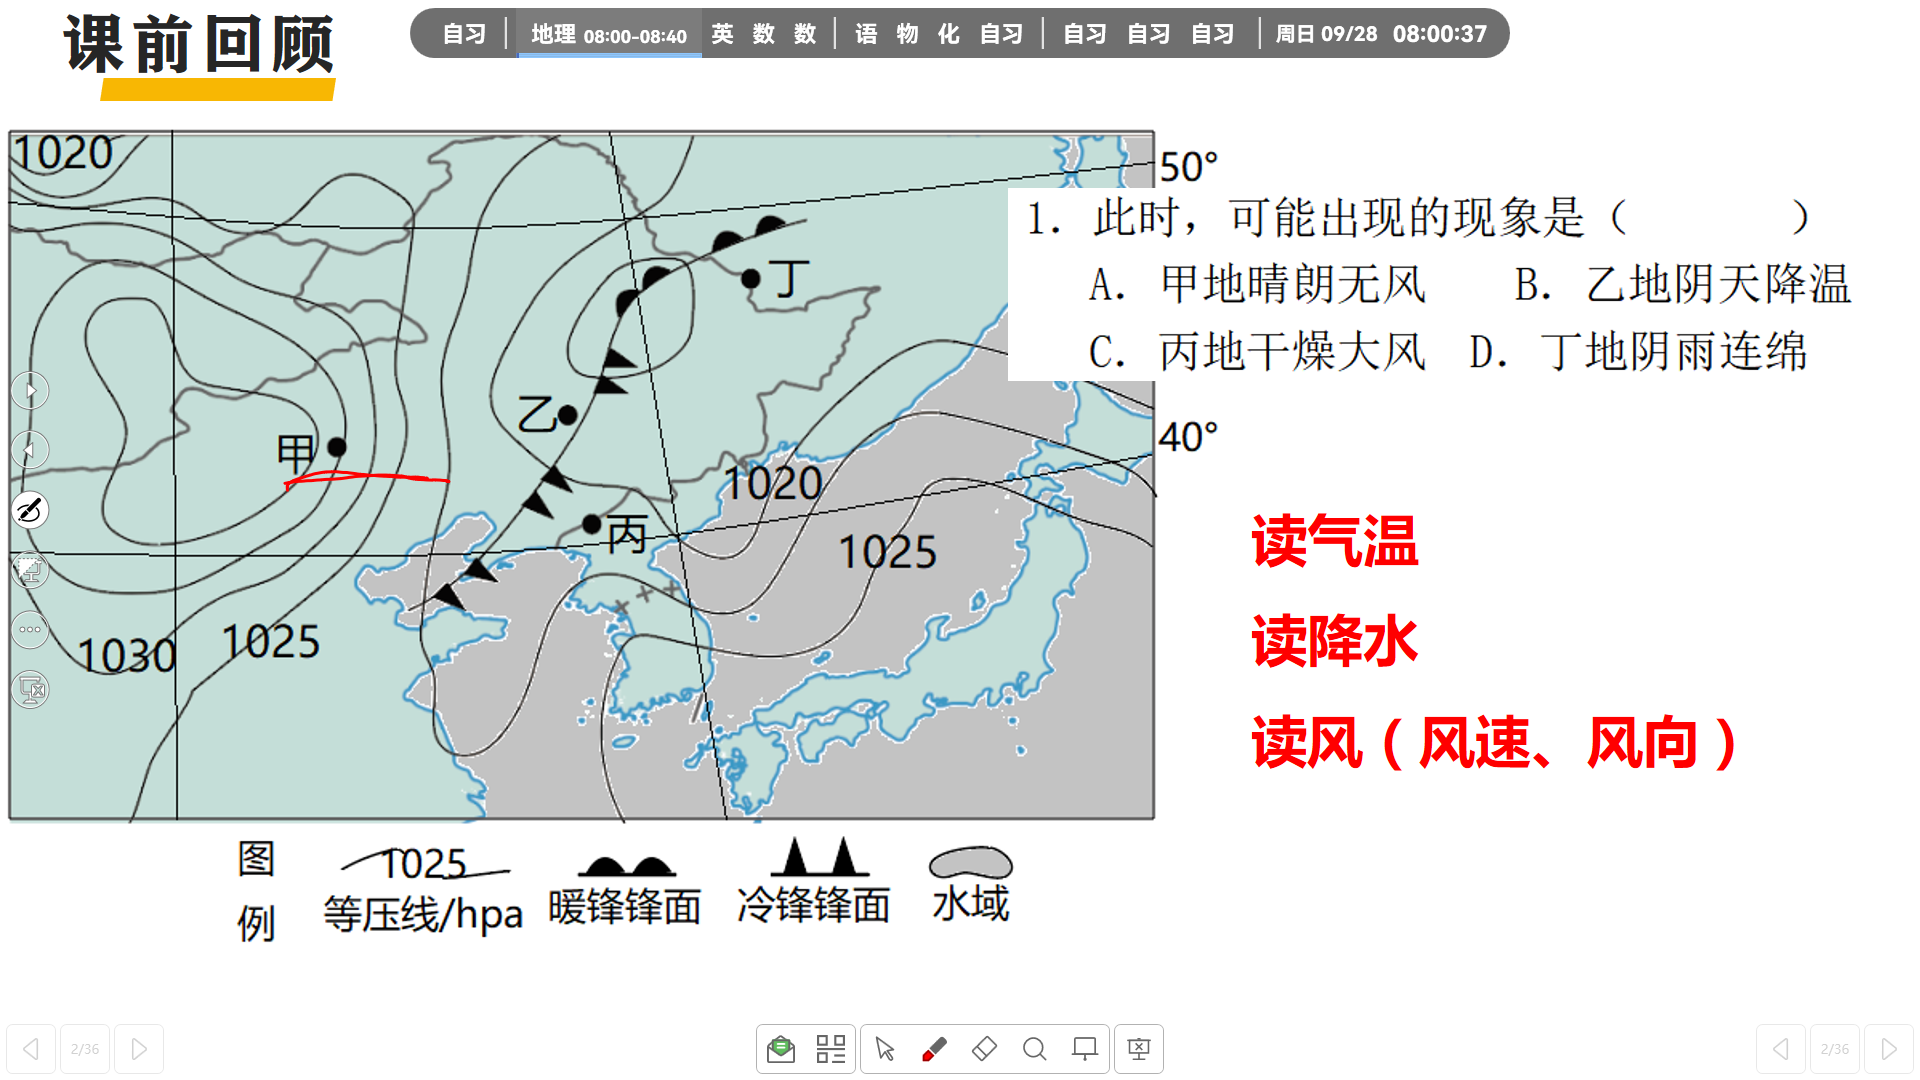 课前回顾
自习 地理 08:00-08:40 英 数 数 语 物 化 自习 自习 自习 自习 周日 09/28 08:00:37
1020
50°
1. 此时，可能出现的现象是（ ）
A. 甲地晴朗无风 B. 乙地阴天降温
C. 丙地干燥大风 D. 丁地阴雨连绵
丁
乙
甲
40°
1020
丙
1025
1030
1025
读气温
读降水
读风（风速、风向）
图例
1025
等压线/hpa
暖锋锋面
冷锋锋面
水域
2/36
2/36